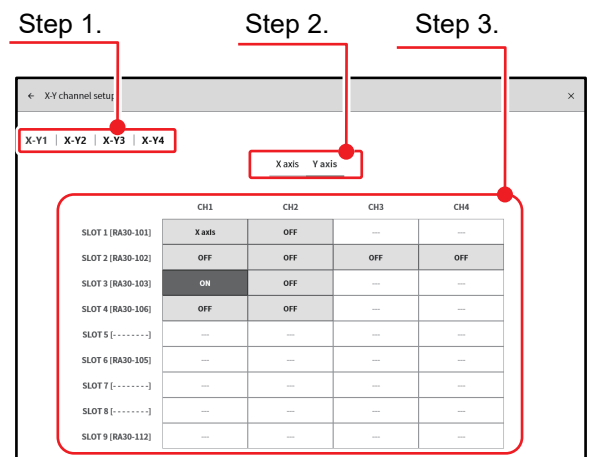 Step 1. Step 2. Step 3.
← X-Y channel setup ×
X-Y1 | X-Y2 | X-Y3 | X-Y4
X axis Y axis
CH1 CH2 CH3 CH4
SLOT 1 [RA30-101] X axis OFF --- ---
SLOT 2 [RA30-102] OFF OFF OFF OFF
SLOT 3 [RA30-103] ON OFF --- ---
SLOT 4 [RA30-106] OFF OFF --- ---
SLOT 5 [--------] --- --- --- ---
SLOT 6 [RA30-105] --- --- --- ---
SLOT 7 [--------] --- --- --- ---
SLOT 8 [--------] --- --- --- ---
SLOT 9 [RA30-112] --- --- --- ---